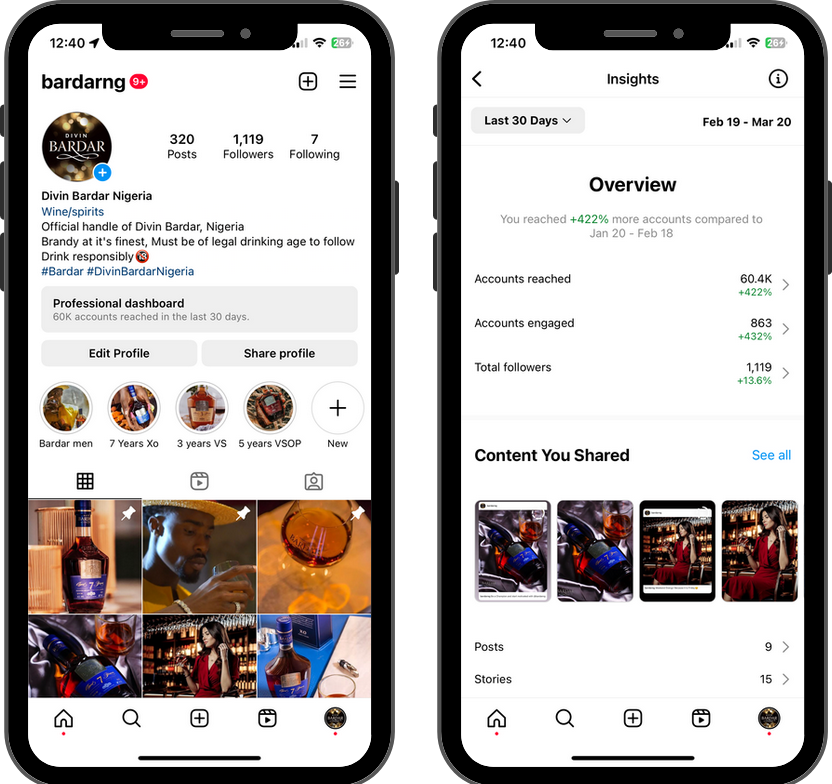 12:40
26
bardarng 9+
DIVIN
BARDAR
320
Posts
1,119
Followers
7
Following
Divin Bardar Nigeria
Wine/spirits
Official handle of Divin Bardar, Nigeria
Brandy at it's finest, Must be of legal drinking age to follow
Drink responsibly🔞
#Bardar #DivinBardarNigeria
Professional dashboard
60K accounts reached in the last 30 days.
Edit Profile
Share profile
Bardar men
7 Years Xo
3 years VS
5 years VSOP
New
12:40
26
Insights
Last 30 Days
Feb 19 - Mar 20
Overview
You reached +422% more accounts compared to
Jan 20 - Feb 18
Accounts reached
60.4K
+422%
Accounts engaged
863
+432%
Total followers
1,119
+13.6%
Content You Shared
See all
Posts
9
Stories
15